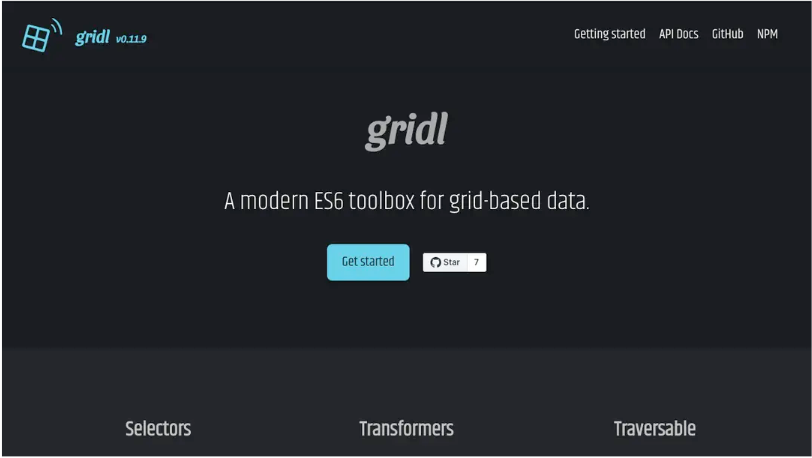 gridl v0.11.9
Getting started API Docs GitHub NPM
gridl
A modern ES6 toolbox for grid-based data.
Get started
Star 7
Selectors Transformers Traversable